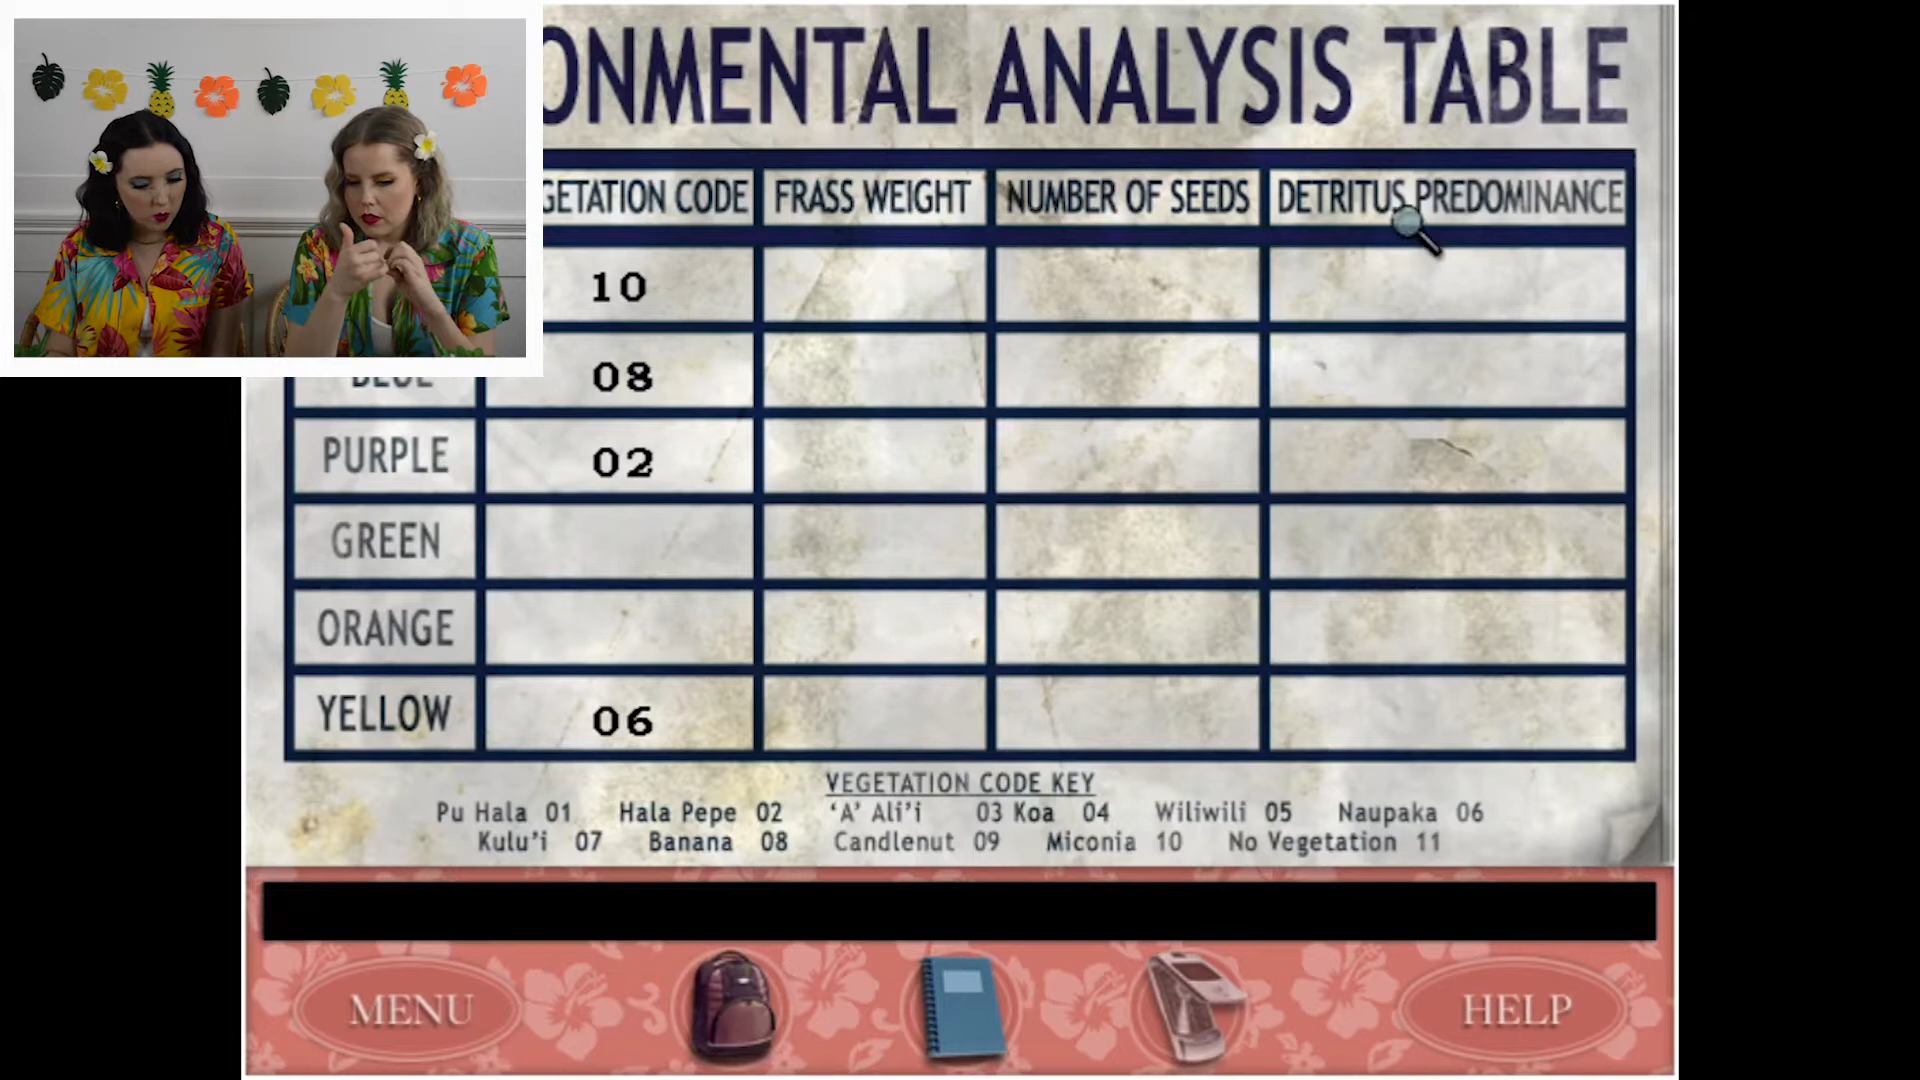 ONMENTAL ANALYSIS TABLE
GETATION CODE FRASS WEIGHT NUMBER OF SEEDS DETRITUS PREDOMINANCE
10
BLUE 08
PURPLE 02
GREEN
ORANGE
YELLOW 06
VEGETATION CODE KEY
Pu Hala 01 Hala Pepe 02 'A' Ali'i 03 Koa 04 Wiliwili 05 Naupaka 06
Kulu'i 07 Banana 08 Candlenut 09 Miconia 10 No Vegetation 11
MENU HELP